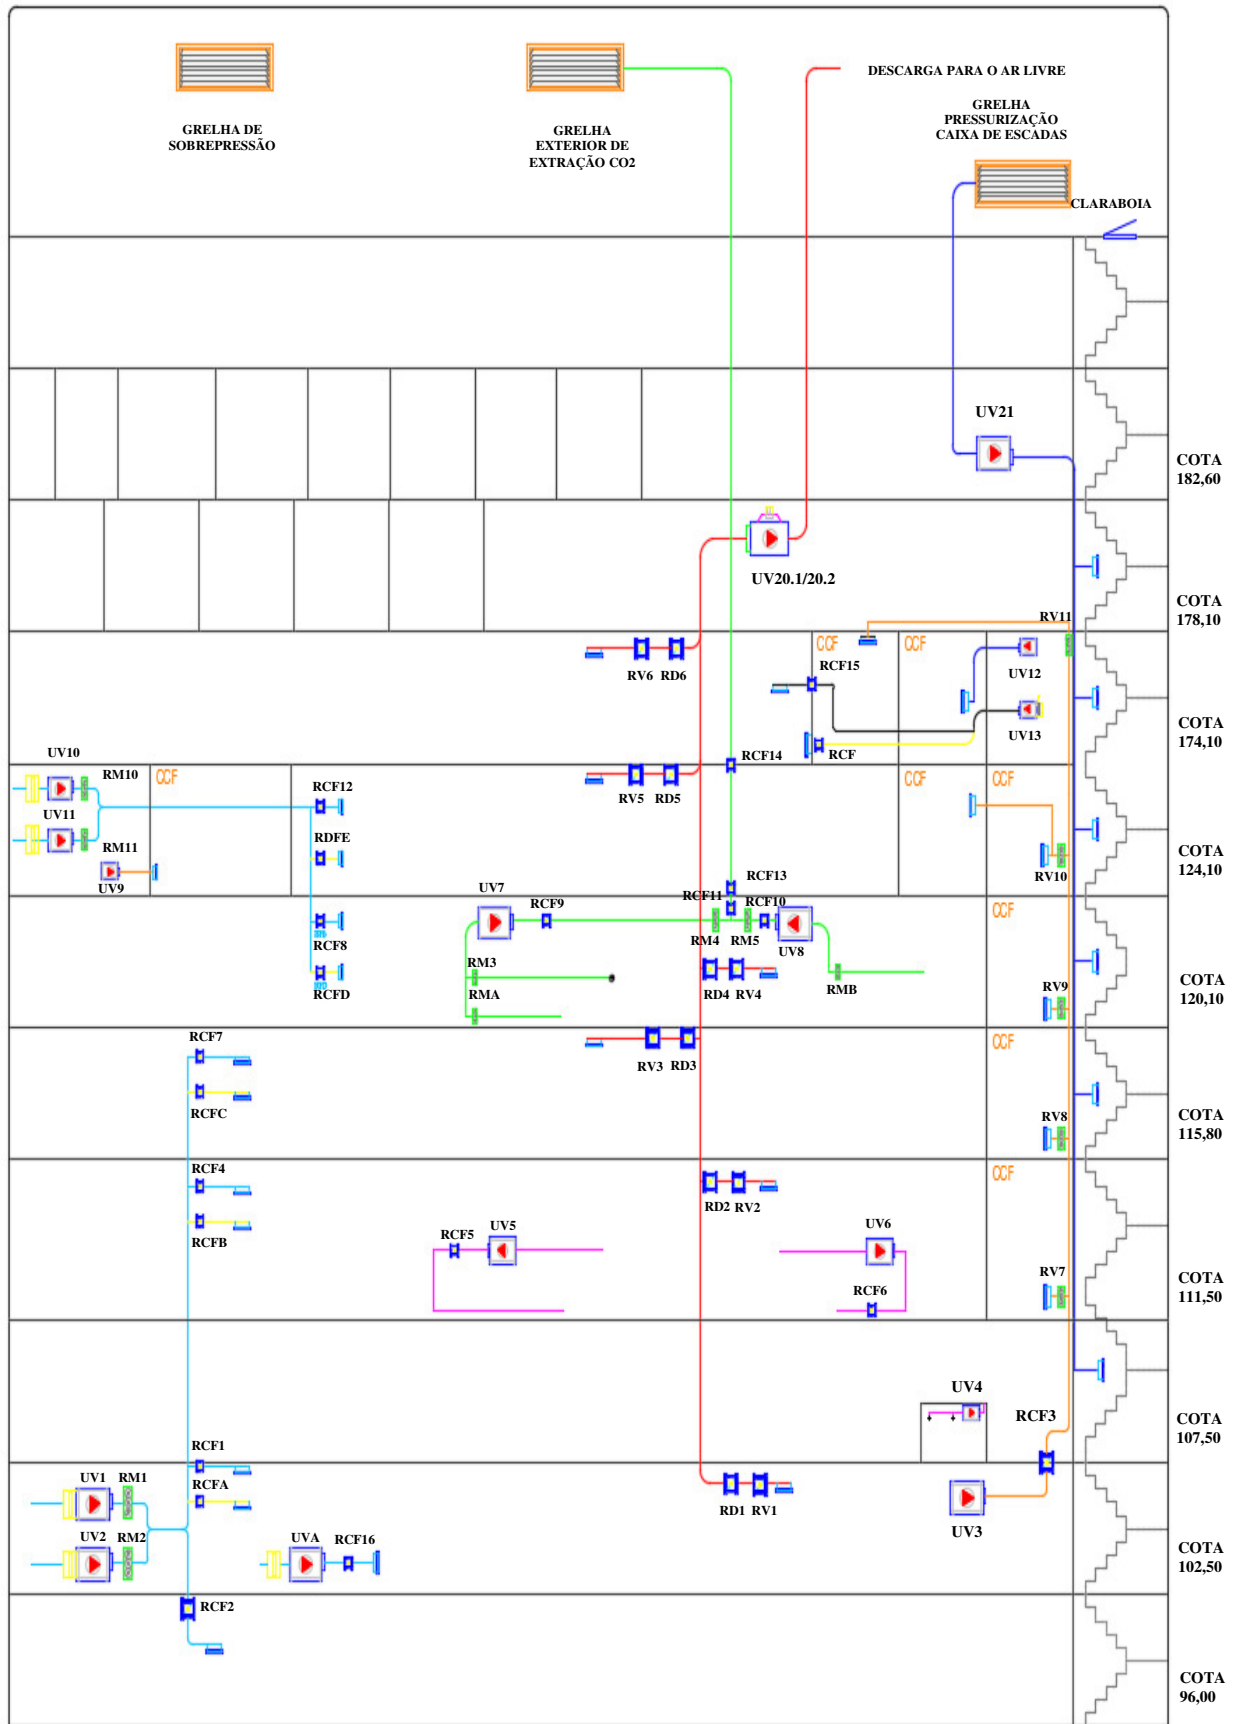 DESCARGA PARA O AR LIVRE
GRELHA DE
SOBREPRESSÃO
GRELHA
EXTERIOR DE
EXTRAÇÃO CO2
GRELHA
PRESSURIZAÇÃO
CAIXA DE ESCADAS
CLARABOIA
UV21
COTA
182,60
UV20.1/20.2
COTA
178,10
RV11
CCF
CCF
RCF15
UV12
RV6
RD6
UV13
COTA
174,10
RCF
UV10
RCF14
RM10
CCF
RCF12
RV5
RD5
CCF
CCF
UV11
RM11
RDFE
UV9
RCF13
RV10
COTA
124,10
UV7
RCF9
RCF11
RCF10
CCF
RCF8
RM4
RM5
UV8
RM3
RCFD
RMA
RD4
RV4
RMB
RV9
COTA
120,10
RCF7
CCF
RV3
RD3
RCFC
RV8
COTA
115,80
RCF4
CCF
RD2
RV2
RCFB
RCF5
UV5
UV6
RV7
RCF6
COTA
111,50
UV4
RCF3
COTA
107,50
RCF1
UV1
RM1
RCFA
RD1
RV1
UV3
UV2
RM2
UVA
RCF16
COTA
102,50
RCF2
COTA
96,00